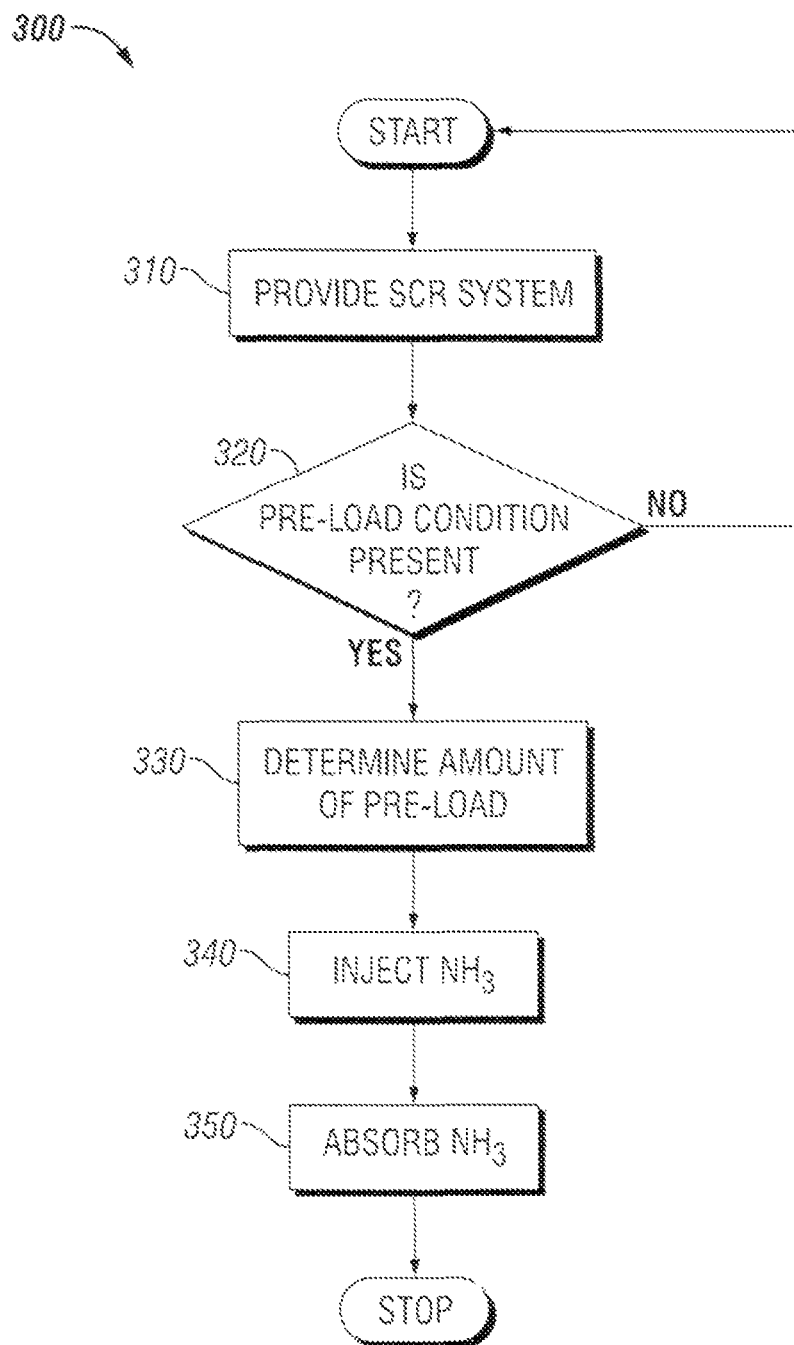 300
START
310
PROVIDE SCR SYSTEM
320
IS
PRE-LOAD CONDITION
PRESENT
?
NO
YES
330
DETERMINE AMOUNT
OF PRE-LOAD
340
INJECT NH₃
350
ABSORB NH₃
STOP